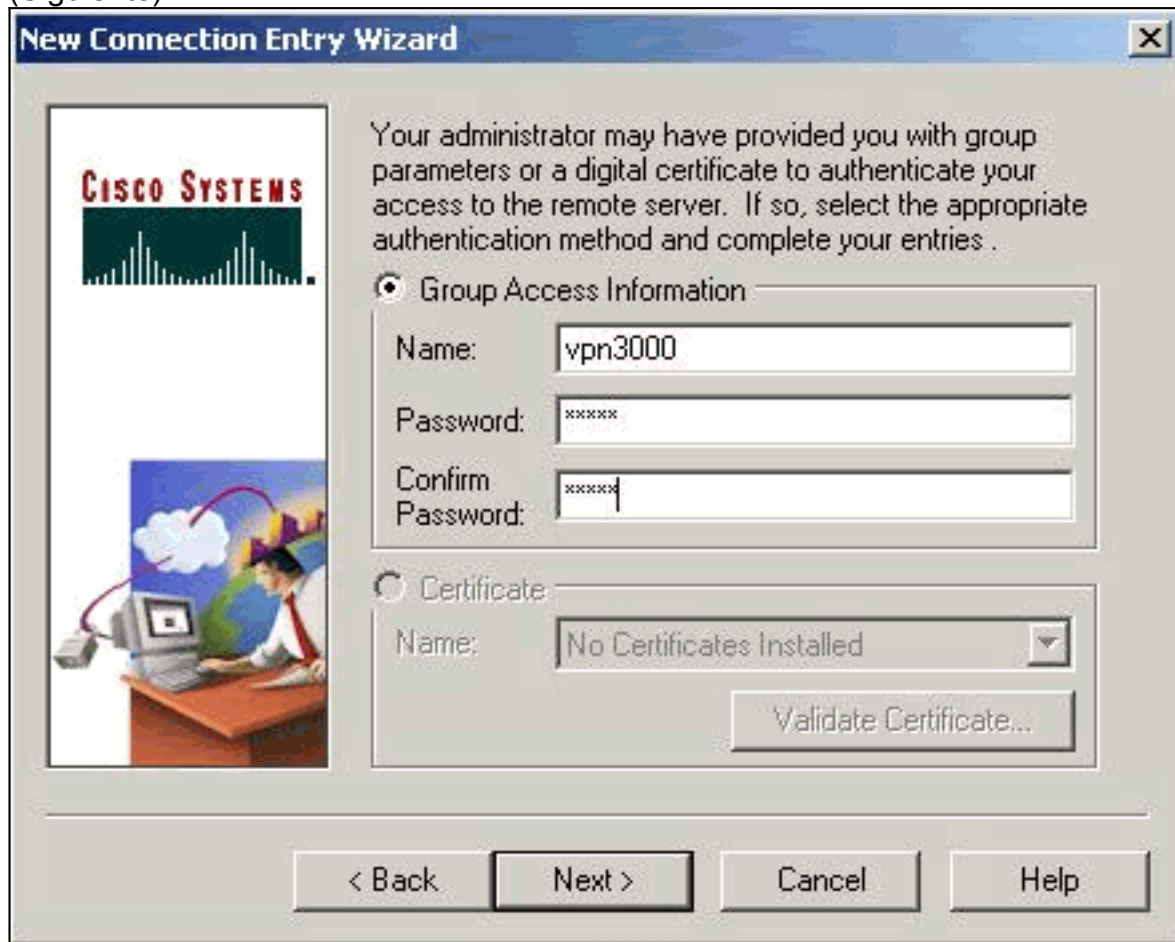 New Connection Entry Wizard
CISCO SYSTEMS
Your administrator may have provided you with group
parameters or a digital certificate to authenticate your
access to the remote server. If so, select the appropriate
authentication method and complete your entries .
Group Access Information
Name:
vpn3000
Password:
*****
Confirm
Password:
*****
Certificate
Name:
No Certificates Installed
Validate Certificate...
< Back
Next >
Cancel
Help